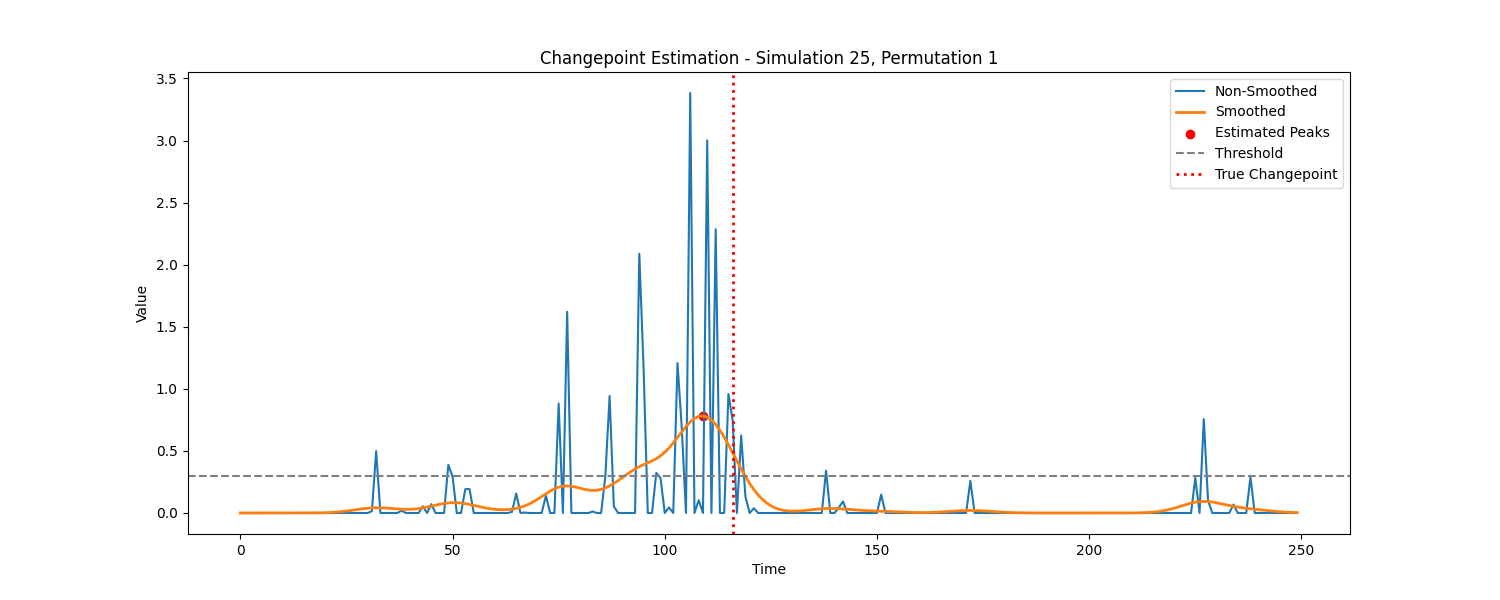 Changepoint Estimation - Simulation 25, Permutation 1
3.5
3.0
2.5
2.0
1.5
1.0
0.5
0.0
Value
Non-Smoothed
Smoothed
Estimated Peaks
Threshold
True Changepoint
0
50
100
150
200
250
Time